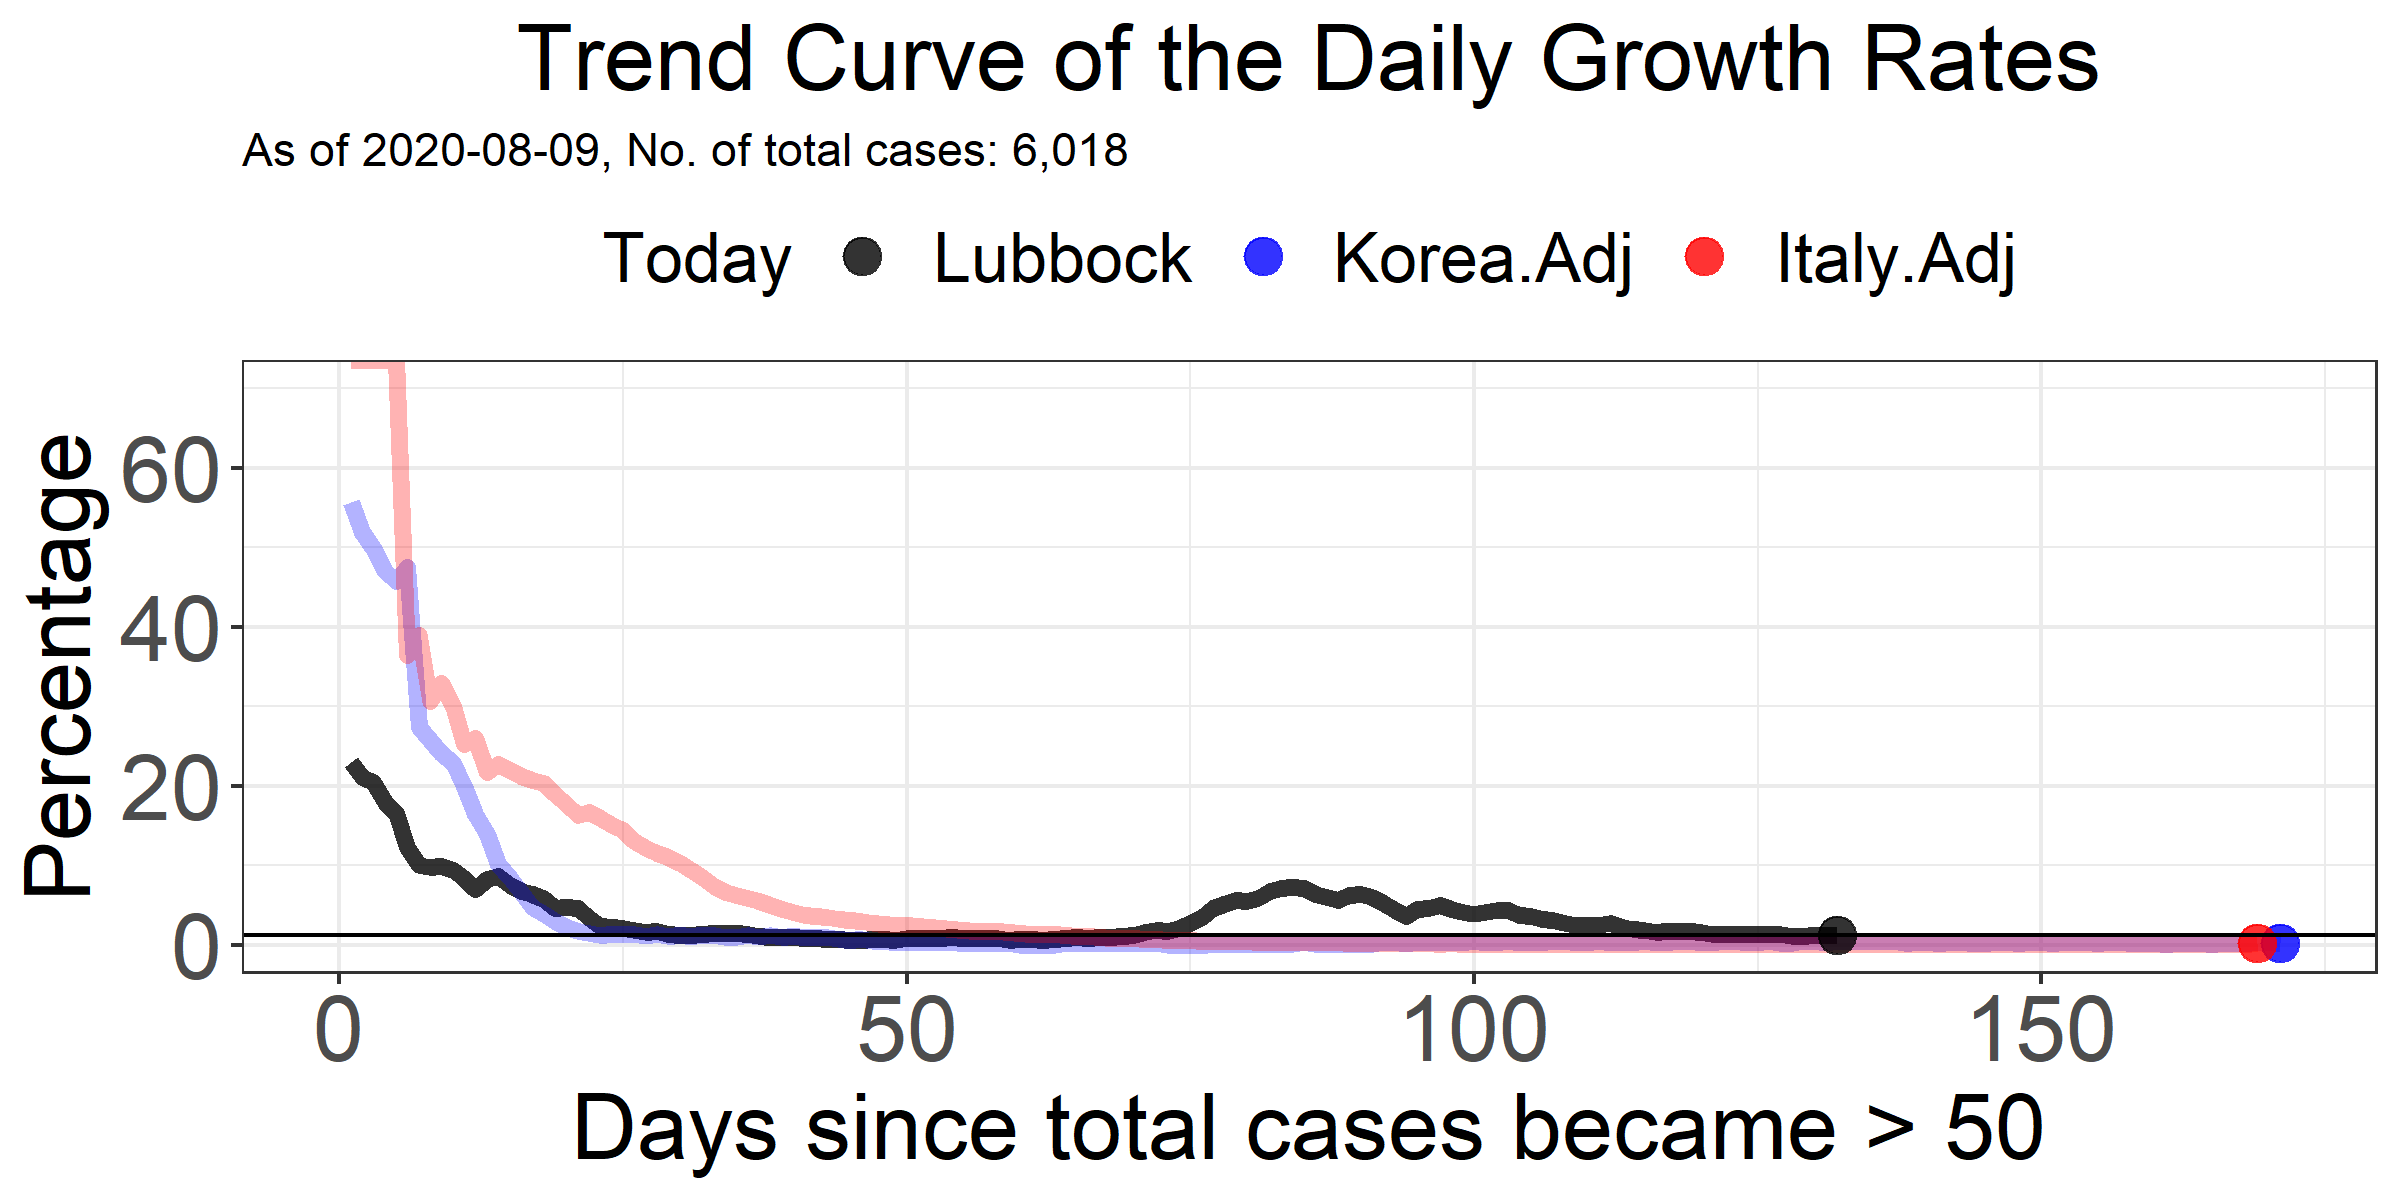 Trend Curve of the Daily Growth Rates
As of 2020-08-09, No. of total cases: 6,018
Today Lubbock Korea.Adj Italy.Adj
Percentage
60
40
20
0
0 50 100 150
Days since total cases became > 50